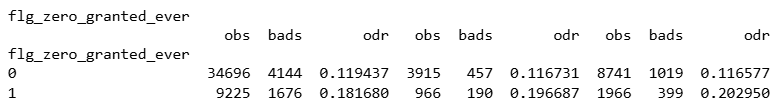 flg_zero_granted_ever
obs bads odr obs bads odr obs bads odr
flg_zero_granted_ever
0 34696 4144 0.119437 3915 457 0.116731 8741 1019 0.116577
1 9225 1676 0.181680 966 190 0.196687 1966 399 0.202950